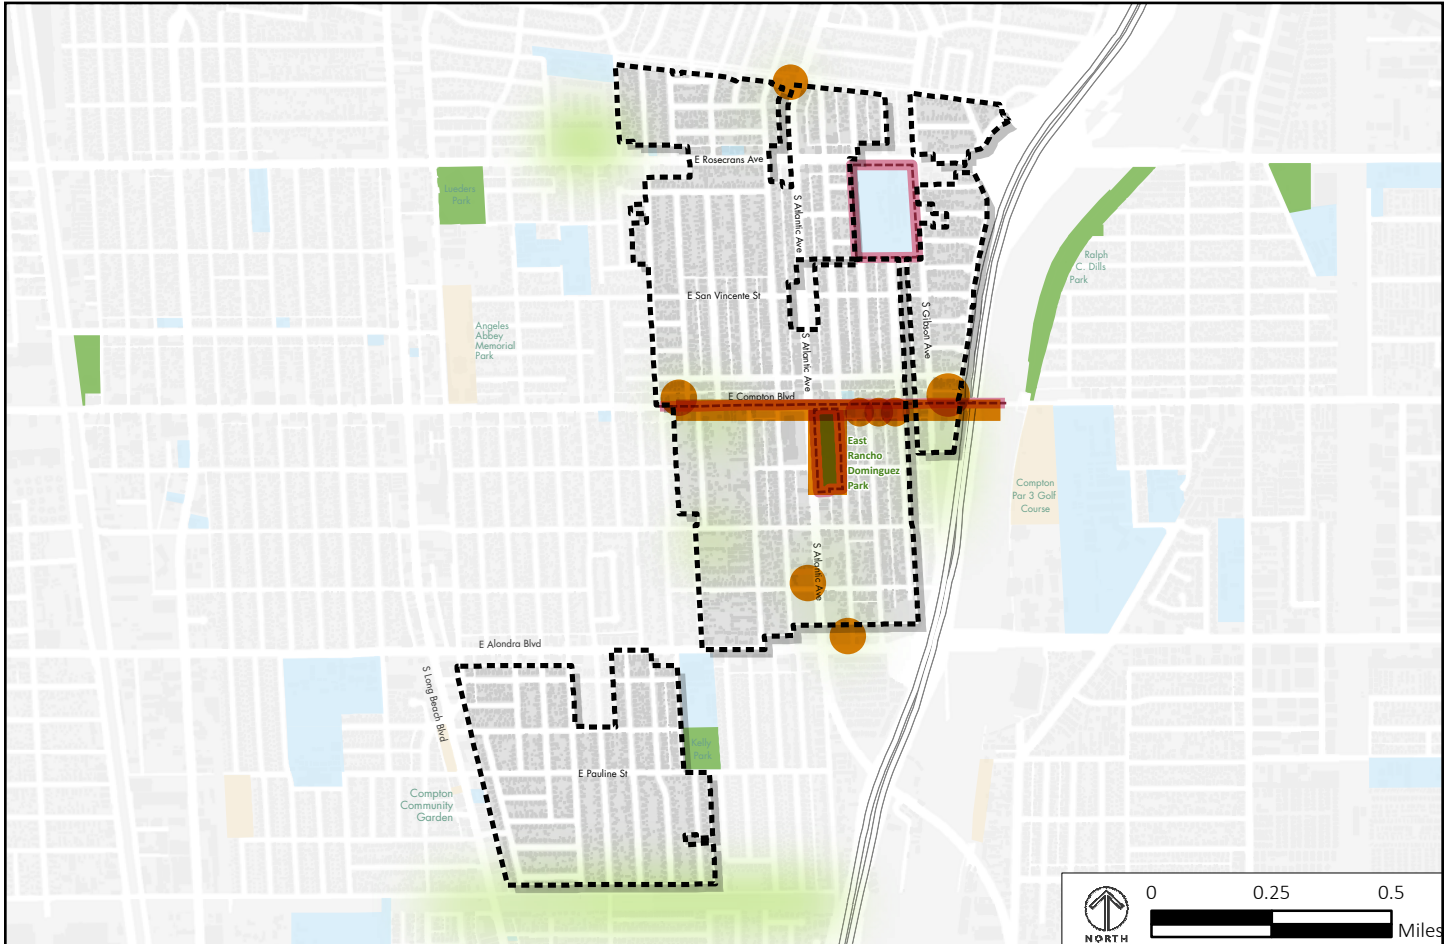 E Rosecrans Ave
Lueders
Park
S Atlantic Ave
Ralph
C. Dills
Park
E San Vincente St
S Gibson Ave
Angeles
Abbey
Memorial
Park
S Atlantic Ave
E Compton Blvd
East
Rancho
Dominguez
Park
Compton
Par 3 Golf
Course
S Atlantic Ave
E Alondra Blvd
S Long Beach Blvd
Kelly
Park
E Pauline St
Compton
Community
Garden
0 0.25 0.5
Miles
NORTH